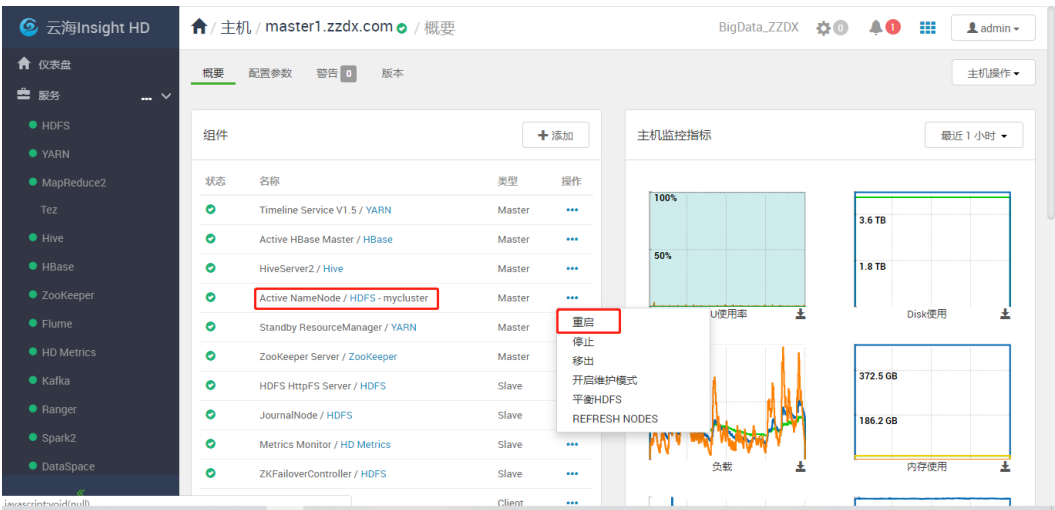 云海Insight HD
/ 主机 / master1.zzdx.com / 概要
BigData_ZZDX
0
1
admin
仪表盘
服务
...
HDFS
YARN
MapReduce2
Tez
Hive
HBase
ZooKeeper
Flume
HD Metrics
Kafka
Ranger
Spark2
DataSpace
«
javascript:void(null)
概要
配置参数
警告 0
版本
主机操作
组件
添加
状态 名称 类型 操作
Timeline Service V1.5 / YARN Master •••
Active HBase Master / HBase Master •••
HiveServer2 / Hive Master •••
Active NameNode / HDFS - mycluster Master •••
Standby ResourceManager / YARN Master
ZooKeeper Server / ZooKeeper Master
HDFS HttpFS Server / HDFS Slave
JournalNode / HDFS Slave
Metrics Monitor / HD Metrics Slave •••
ZKFailoverController / HDFS Slave •••
Client •••
重启
停止
移出
开启维护模式
平衡HDFS
REFRESH NODES
主机监控指标
最近 1 小时
100%
50%
U使用率
3.6 TB
1.8 TB
Disk使用
负载
372.5 GB
186.2 GB
内存使用